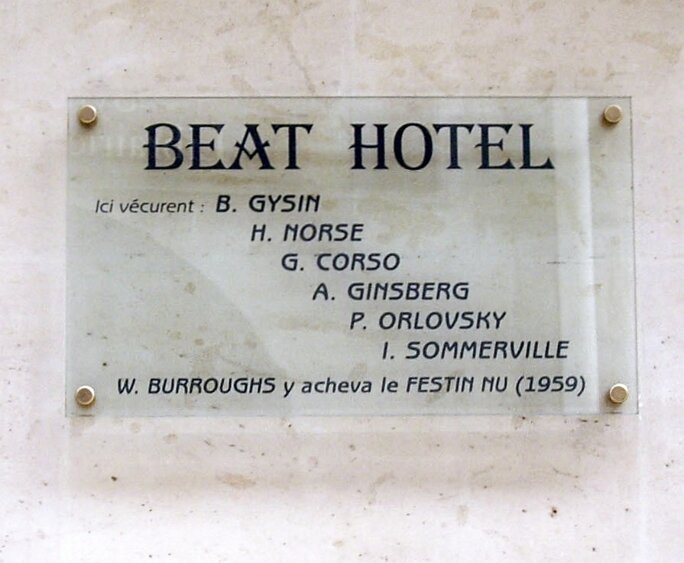 BEAT HOTEL
Ici vécurent : B. GYSIN
H. NORSE
G. CORSO
A. GINSBERG
P. ORLOVSKY
I. SOMMERVILLE
W. BURROUGHS y acheva le FESTIN NU (1959)